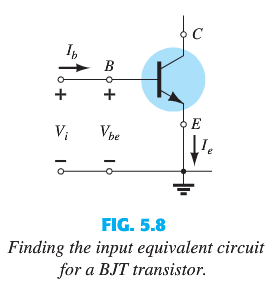 C
I_b
B
+ +
V_i V_be
E
I_e
– –
FIG. 5.8
Finding the input equivalent circuit
for a BJT transistor.